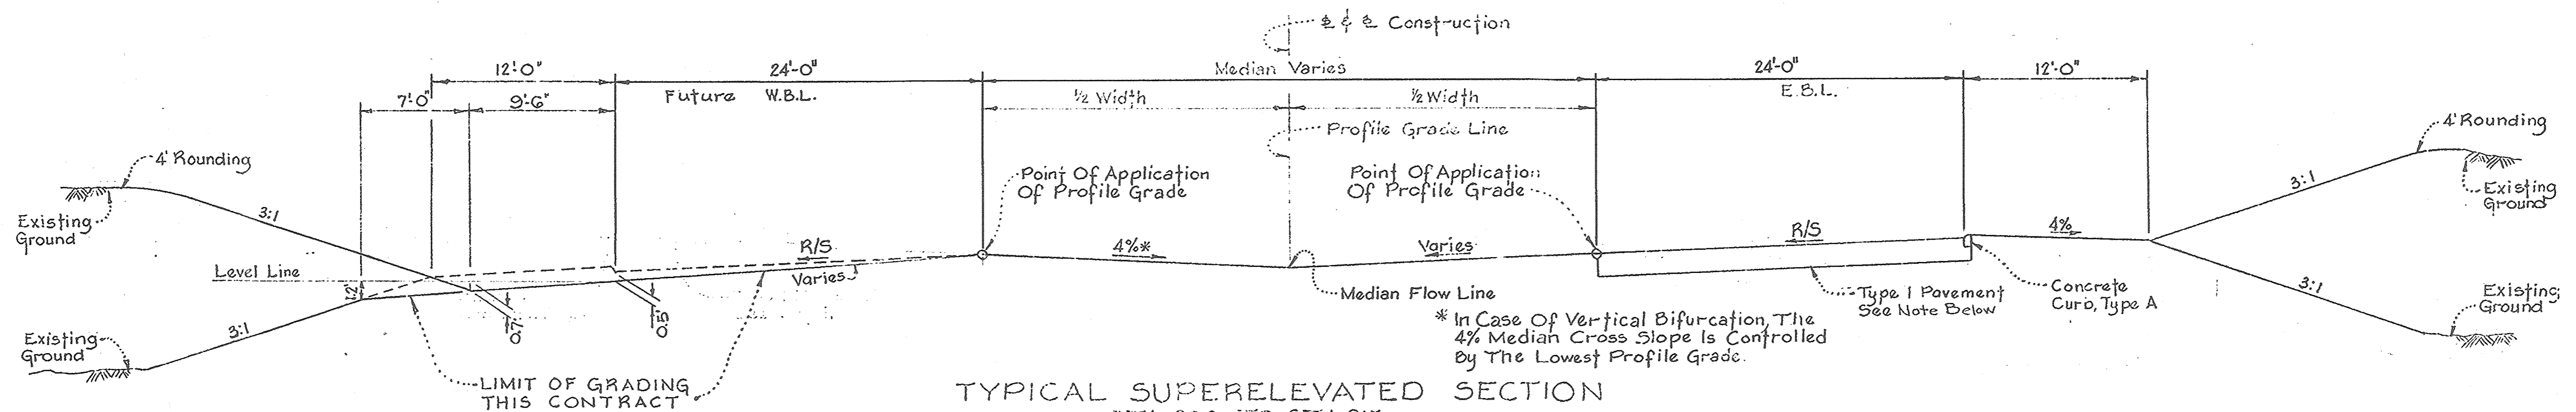 ℄ & ℄ Construction
12'-0"
24'-0"
Median Varies
24'-0"
12'-0"
7'-0"
9'-6"
Future W.B.L.
½ Width
½ Width
E.B.L.
Profile Grade Line
4' Rounding
4' Rounding
Point Of Application
Of Profile Grade
Point Of Application
Of Profile Grade
Existing
Ground
3:1
3:1
Existing
Ground
Level Line
R/S
Varies
4%*
Varies
R/S
4%
1.2
0.7'
0.5'
Median Flow Line
Type I Pavement
See Note Below
Concrete
Curb, Type A
3:1
Existing
Ground
3:1
Existing
Ground
* In Case Of Vertical Bifurcation, The
4% Median Cross Slope Is Controlled
By The Lowest Profile Grade.
LIMIT OF GRADING
THIS CONTRACT
TYPICAL SUPERELEVATED SECTION